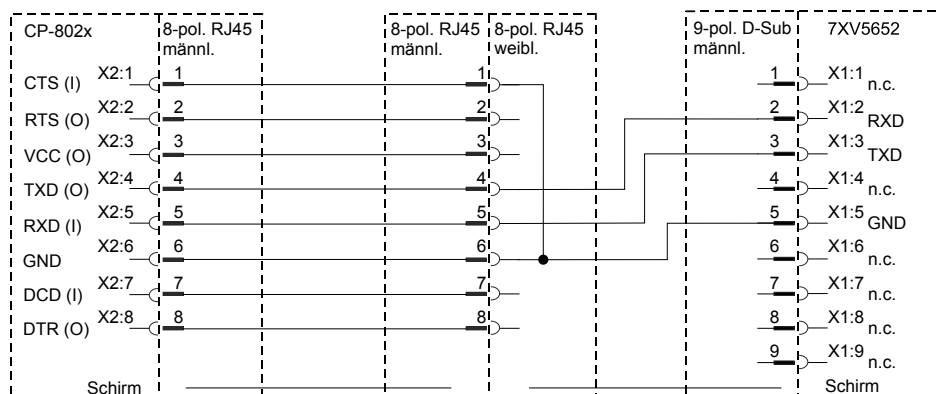 CP-802x 8-pol. RJ45 männl. 8-pol. RJ45 männl. 8-pol. RJ45 weibl. 9-pol. D-Sub männl. 7XV5652
CTS (I) X2:1 1 1 1 X1:1 n.c.
RTS (O) X2:2 2 2 2 X1:2 RXD
VCC (O) X2:3 3 3 3 X1:3 TXD
TXD (O) X2:4 4 4 4 X1:4 n.c.
RXD (I) X2:5 5 5 5 X1:5 GND
GND X2:6 6 6 6 X1:6 n.c.
DCD (I) X2:7 7 7 7 X1:7 n.c.
DTR (O) X2:8 8 8 8 X1:8 n.c.
9 X1:9 n.c.
Schirm Schirm